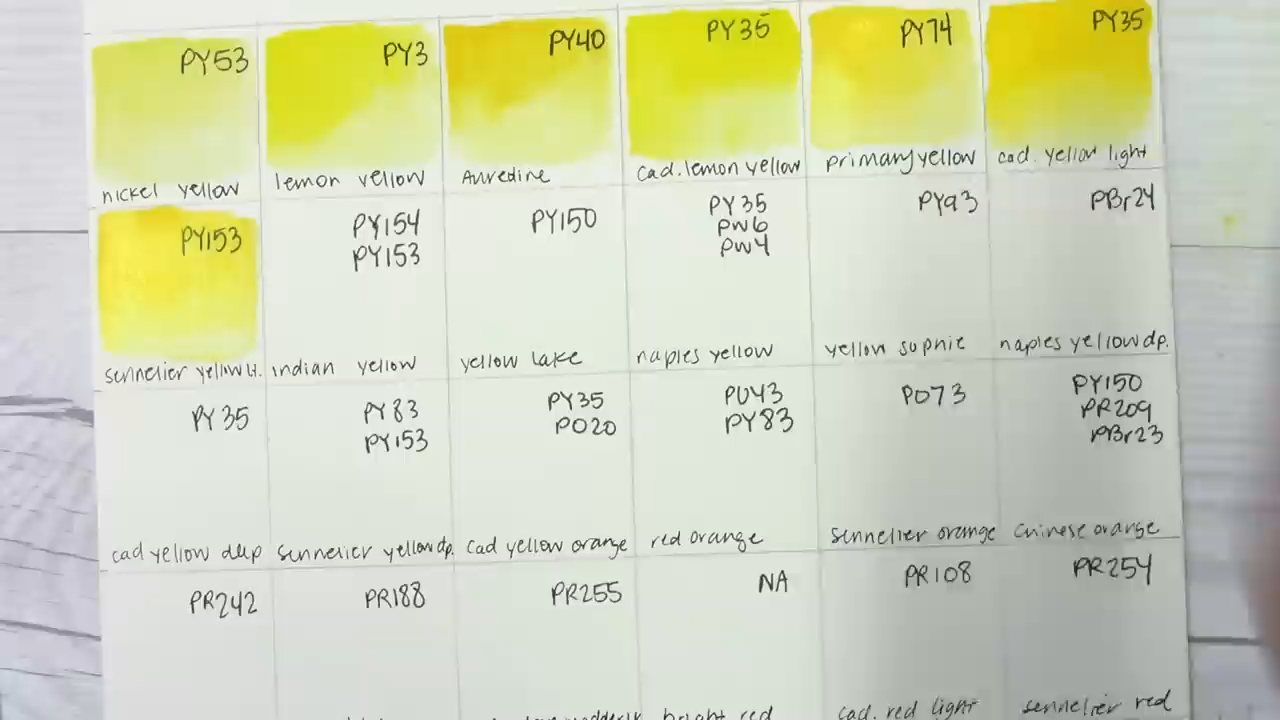 PY53
nickel yellow
PY3
lemon yellow
PY40
Auredine
PY35
cad. lemon yellow
PY74
primary yellow
PY35
cad. yellow light
PY153
sennelier yellow lt.
PY154
PY153
indian yellow
PY150
yellow lake
PY35
PW6
PW4
naples yellow
PY93
yellow sophie
PBr24
naples yellow dp.
PY35
cad yellow deep
PY83
PY153
sennelier yellow dp.
PY35
PO20
cad yellow orange
PO43
PY83
red orange
PO73
sennelier orange
PY150
PR209
PBr23
chinese orange
PR242
PR188
PR255
NA
bright red
PR108
cad. red light
PR254
sennelier red